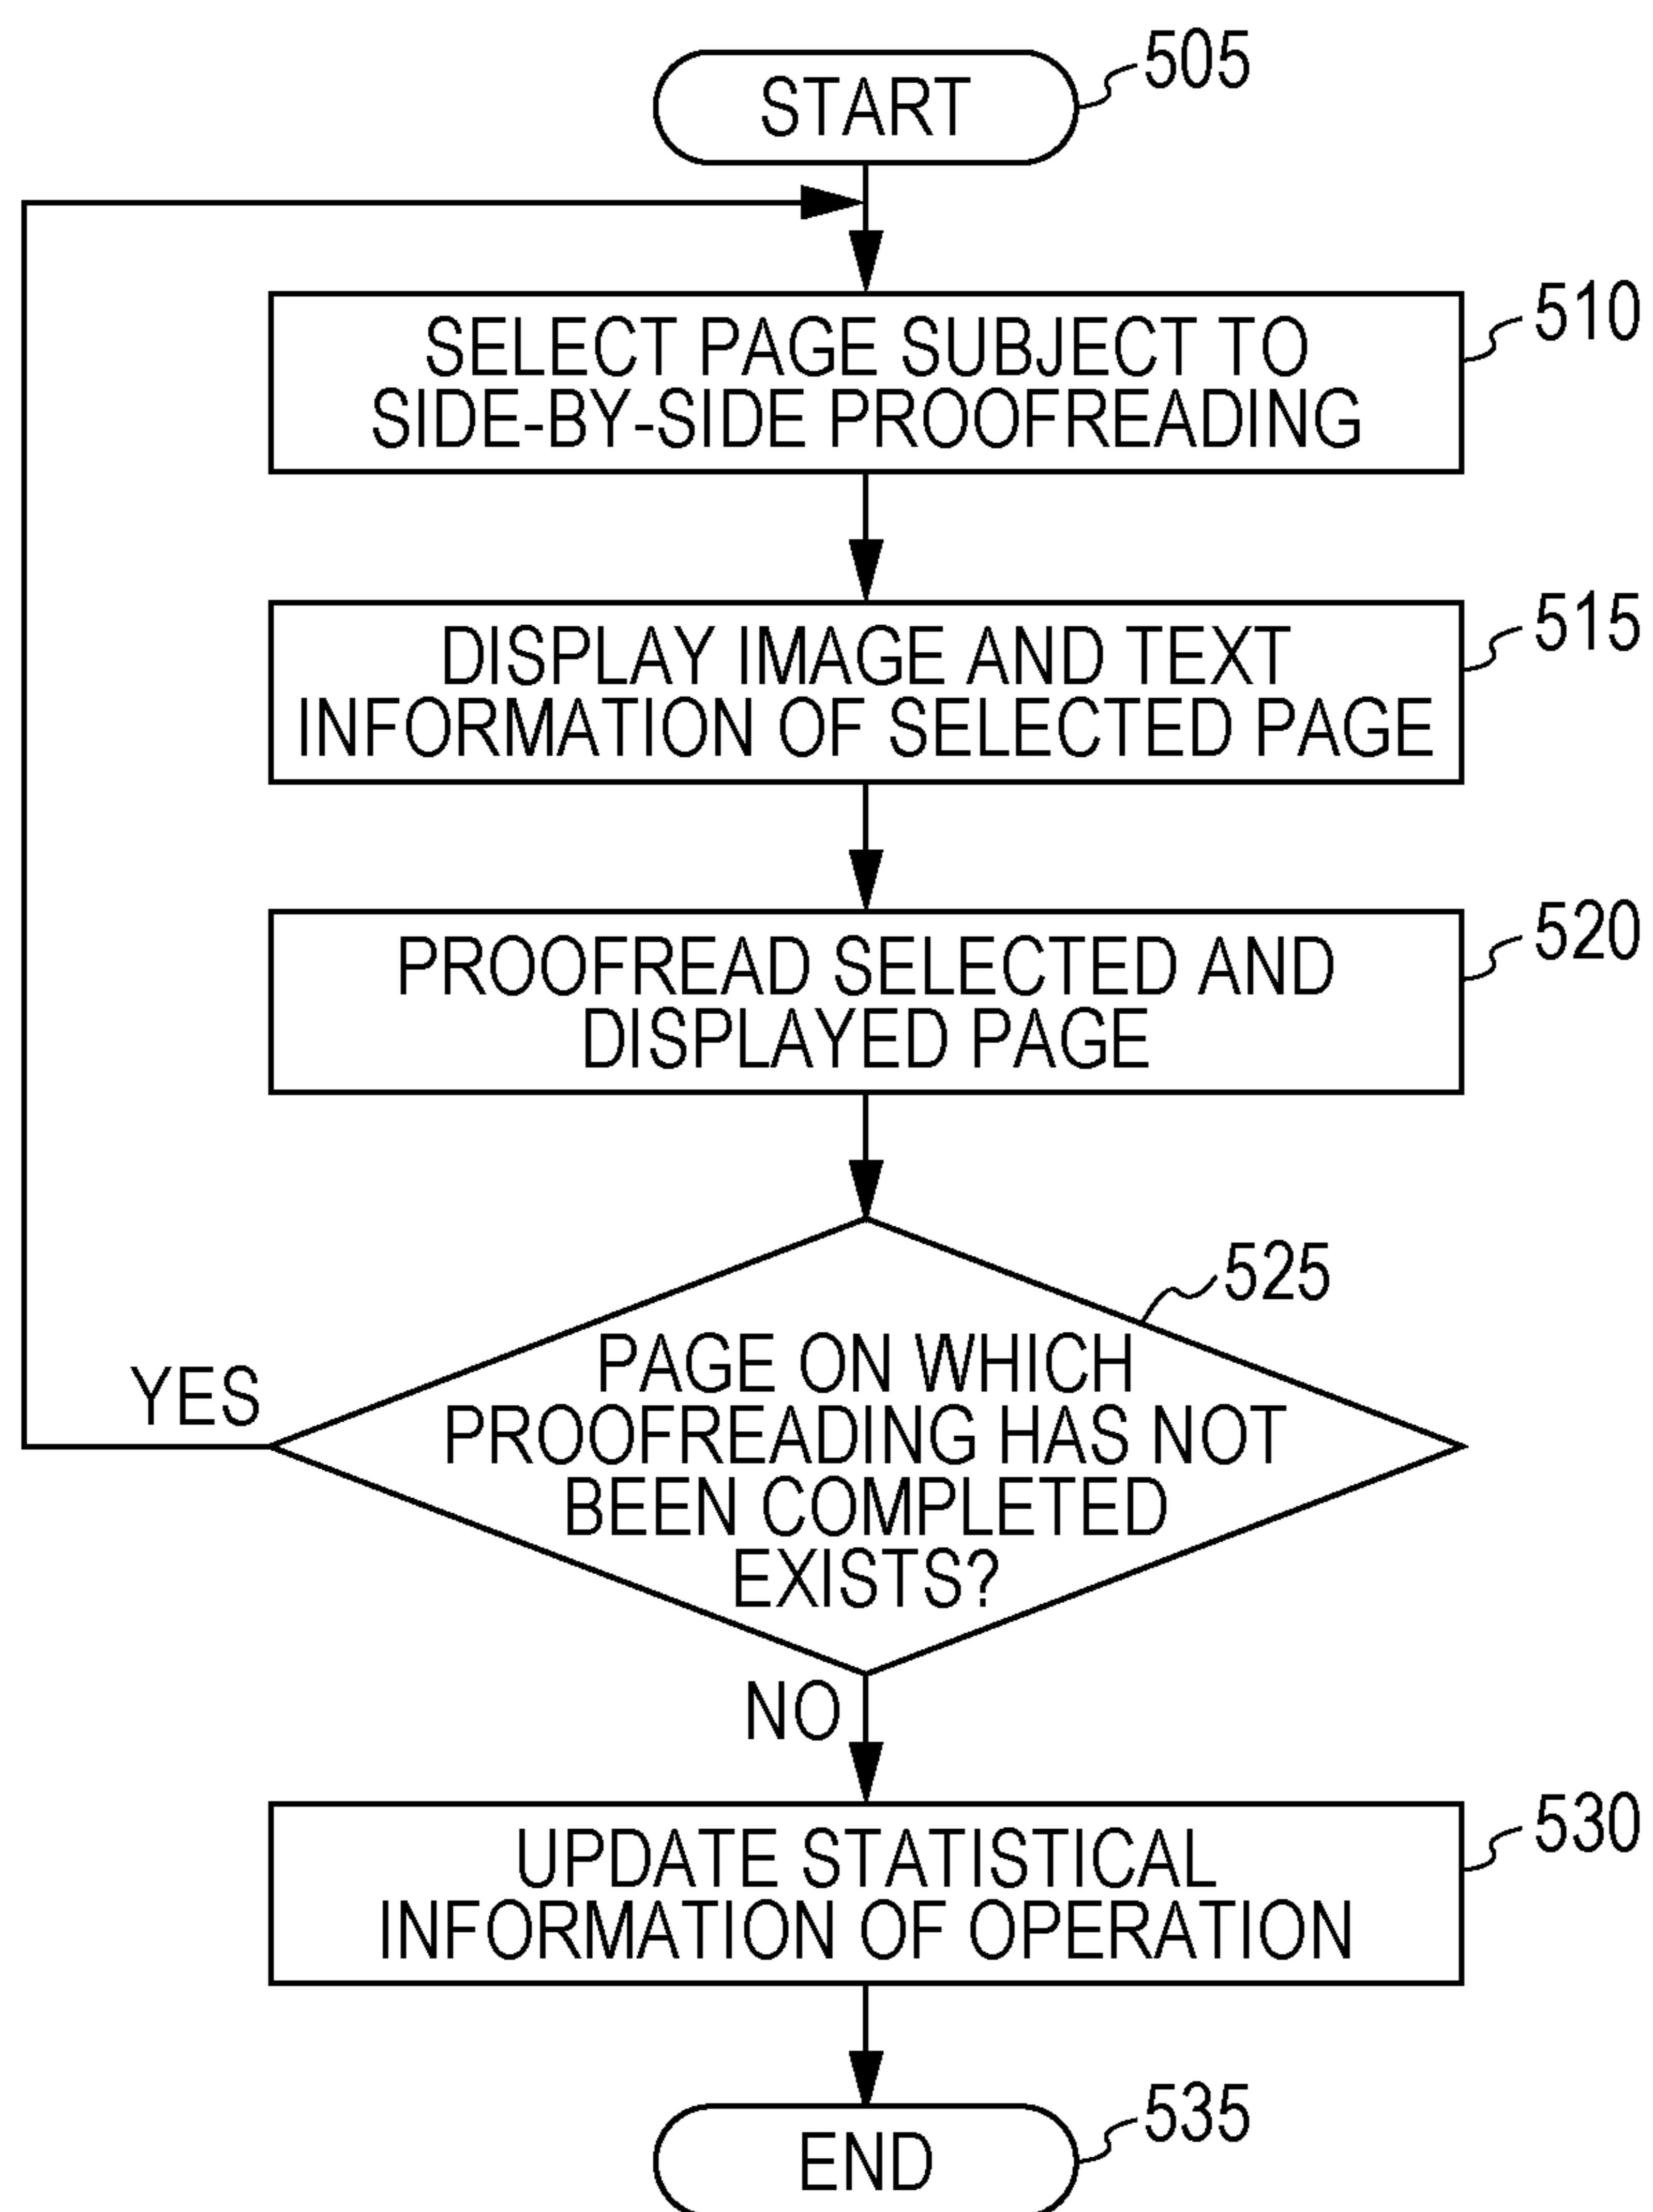 START
505
SELECT PAGE SUBJECT TO
SIDE-BY-SIDE PROOFREADING
510
DISPLAY IMAGE AND TEXT
INFORMATION OF SELECTED PAGE
515
PROOFREAD SELECTED AND
DISPLAYED PAGE
520
525
PAGE ON WHICH
PROOFREADING HAS NOT
BEEN COMPLETED
EXISTS?
YES
NO
UPDATE STATISTICAL
INFORMATION OF OPERATION
530
END
535